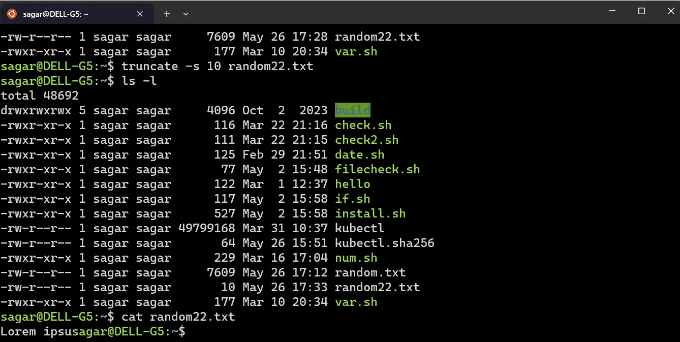 sagar@DELL-G5: ~
-rw-r--r-- 1 sagar sagar 7609 May 26 17:28 random22.txt
-rwxr-xr-x 1 sagar sagar 177 Mar 10 20:34 var.sh
sagar@DELL-G5:~$ truncate -s 10 random22.txt
sagar@DELL-G5:~$ ls -l
total 48692
drwxrwxrwx 5 sagar sagar 4096 Oct 2 2023 build
-rwxr-xr-x 1 sagar sagar 116 Mar 22 21:16 check.sh
-rwxr-xr-x 1 sagar sagar 111 Mar 22 21:15 check2.sh
-rwxr-xr-x 1 sagar sagar 125 Feb 29 21:51 date.sh
-rwxr-xr-x 1 sagar sagar 77 May 2 15:48 filecheck.sh
-rwxr-xr-x 1 sagar sagar 122 Mar 1 12:37 hello
-rwxr-xr-x 1 sagar sagar 117 May 2 15:58 if.sh
-rwxr-xr-x 1 sagar sagar 527 May 2 15:58 install.sh
-rw-r--r-- 1 sagar sagar 49799168 Mar 31 10:37 kubectl
-rw-r--r-- 1 sagar sagar 64 May 26 15:51 kubectl.sha256
-rwxr-xr-x 1 sagar sagar 229 Mar 16 17:04 num.sh
-rw-r--r-- 1 sagar sagar 7609 May 26 17:12 random.txt
-rw-r--r-- 1 sagar sagar 10 May 26 17:33 random22.txt
-rwxr-xr-x 1 sagar sagar 177 Mar 10 20:34 var.sh
sagar@DELL-G5:~$ cat random22.txt
Lorem ipsusagar@DELL-G5:~$